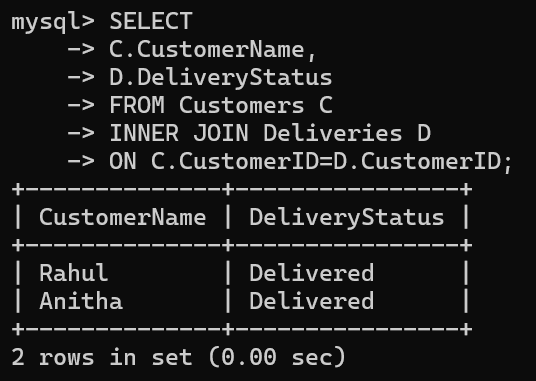 mysql> SELECT
    -> C.CustomerName,
    -> D.DeliveryStatus
    -> FROM Customers C
    -> INNER JOIN Deliveries D
    -> ON C.CustomerID=D.CustomerID;
+--------------+----------------+
| CustomerName | DeliveryStatus |
+--------------+----------------+
| Rahul        | Delivered      |
| Anitha       | Delivered      |
+--------------+----------------+
2 rows in set (0.00 sec)